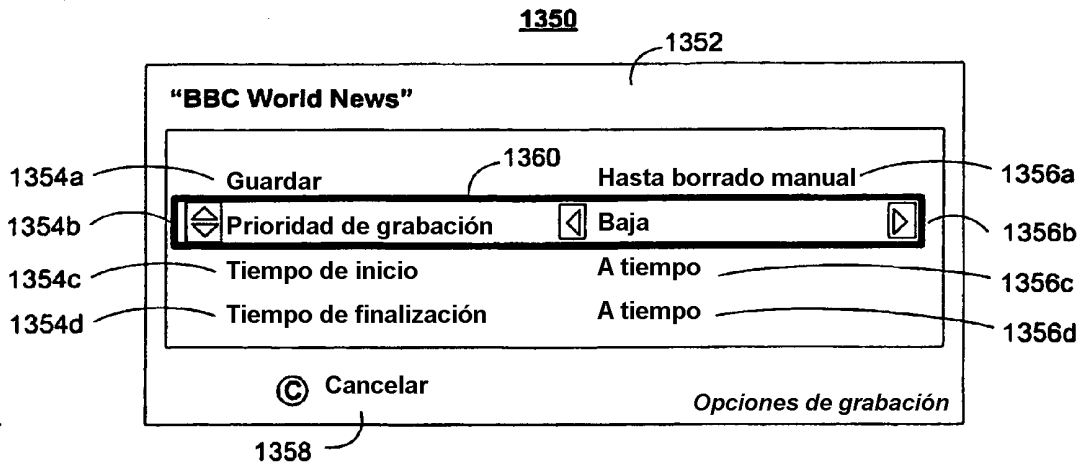 1350
1352
“BBC World News”
1360
1354a Guardar Hasta borrado manual 1356a
1354b Prioridad de grabación Baja 1356b
1354c Tiempo de inicio A tiempo 1356c
1354d Tiempo de finalización A tiempo 1356d
© Cancelar
Opciones de grabación
1358